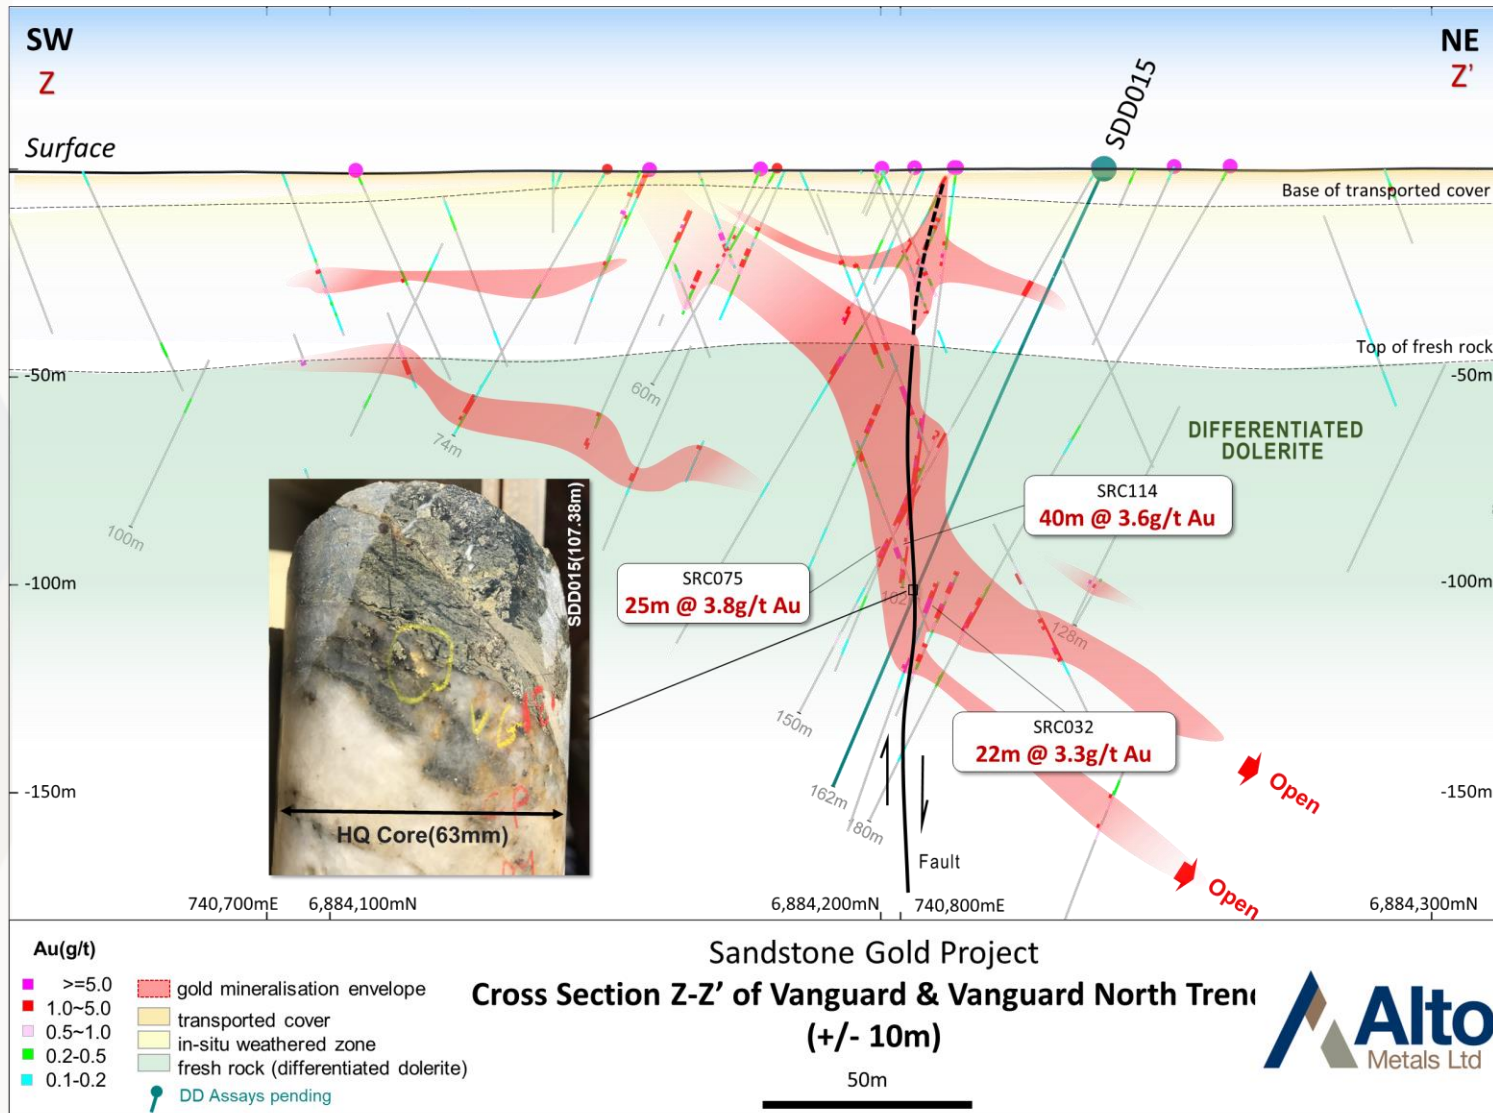 SW
Z
NE
Z'
SDD015
Surface
Base of transported cover
Top of fresh rock
-50m
-50m
60m
74m
DIFFERENTIATED
DOLERITE
SRC114
40m @ 3.6g/t Au
100m
SDD015(107.38m)
SRC075
25m @ 3.8g/t Au
-100m
-100m
162
128m
VG
SRC032
22m @ 3.3g/t Au
150m
162m
180m
-150m
-150m
Open
Open
HQ Core(63mm)
Fault
740,700mE
6,884,100mN
6,884,200mN
740,800mE
6,884,300mN
Au(g/t)
>=5.0
1.0~5.0
0.5~1.0
0.2-0.5
0.1-0.2
gold mineralisation envelope
transported cover
in-situ weathered zone
fresh rock (differentiated dolerite)
DD Assays pending
Sandstone Gold Project
Cross Section Z-Z' of Vanguard & Vanguard North Tren
(+/- 10m)
50m
Alto
Metals Ltd